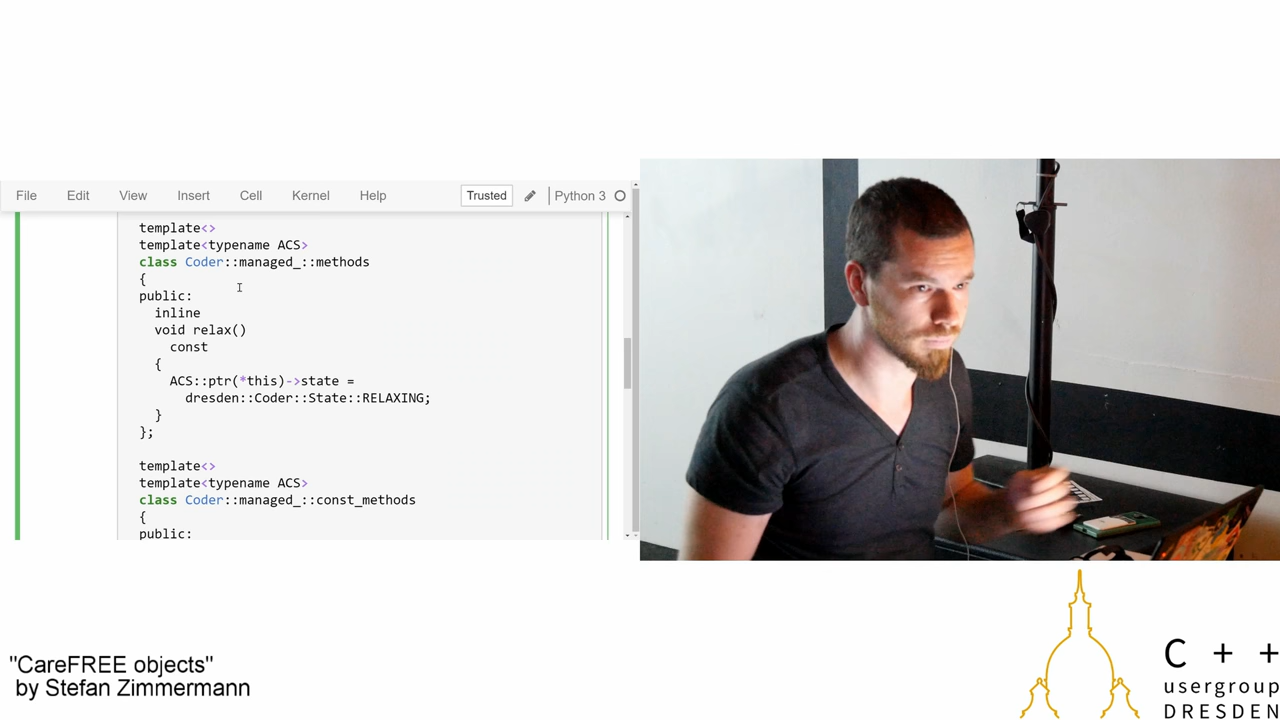 File Edit View Insert Cell Kernel Help Trusted Python 3
template<>
template<typename ACS>
class Coder::managed_::methods
{
public:
inline
void relax()
const
{
ACS::ptr(*this)->state =
dresden::Coder::State::RELAXING;
}
};
template<>
template<typename ACS>
class Coder::managed_::const_methods
{
public:
"CareFREE objects"
by Stefan Zimmermann
C + +
usergroup
DRESDEN